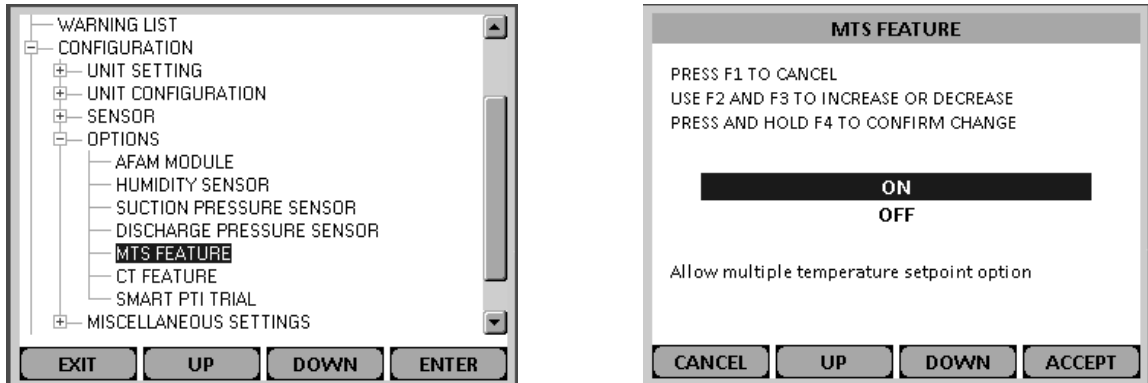 WARNING LIST
CONFIGURATION
UNIT SETTING
UNIT CONFIGURATION
SENSOR
OPTIONS
AFAM MODULE
HUMIDITY SENSOR
SUCTION PRESSURE SENSOR
DISCHARGE PRESSURE SENSOR
MTS FEATURE
CT FEATURE
SMART PTI TRIAL
MISCELLANEOUS SETTINGS
EXIT UP DOWN ENTER
MTS FEATURE
PRESS F1 TO CANCEL
USE F2 AND F3 TO INCREASE OR DECREASE
PRESS AND HOLD F4 TO CONFIRM CHANGE
ON
OFF
Allow multiple temperature setpoint option
CANCEL UP DOWN ACCEPT